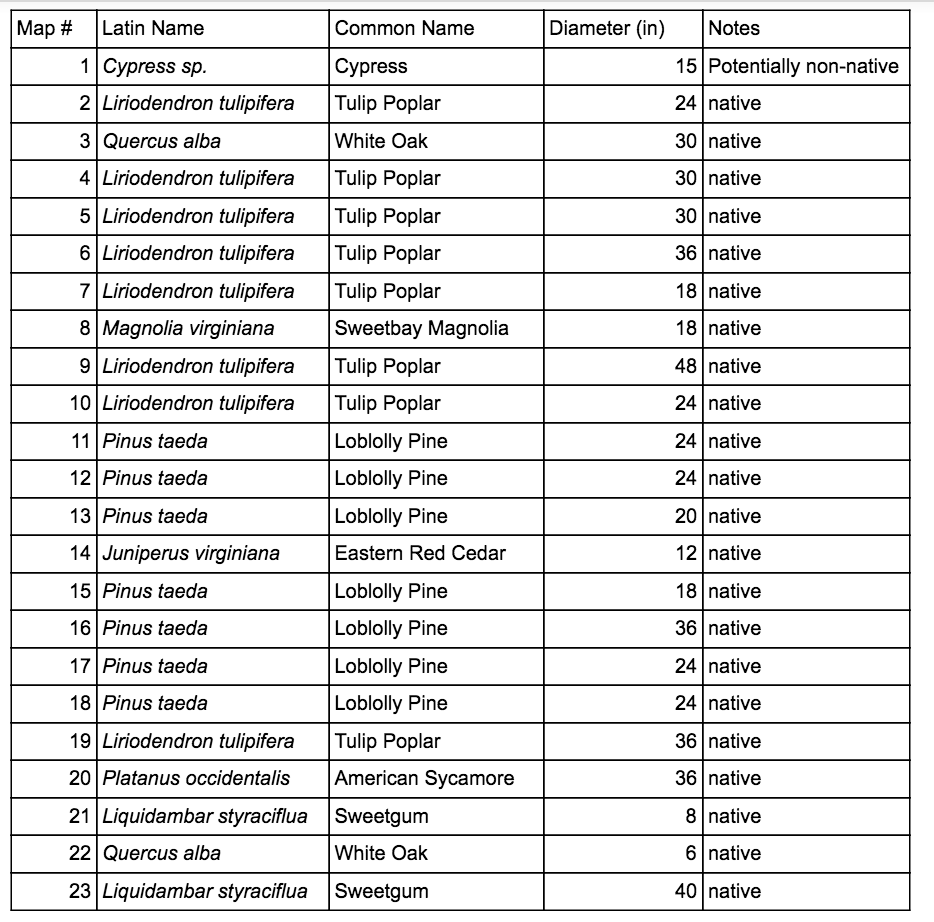 Map # Latin Name Common Name Diameter (in) Notes
1 Cypress sp. Cypress 15 Potentially non-native
2 Liriodendron tulipifera Tulip Poplar 24 native
3 Quercus alba White Oak 30 native
4 Liriodendron tulipifera Tulip Poplar 30 native
5 Liriodendron tulipifera Tulip Poplar 30 native
6 Liriodendron tulipifera Tulip Poplar 36 native
7 Liriodendron tulipifera Tulip Poplar 18 native
8 Magnolia virginiana Sweetbay Magnolia 18 native
9 Liriodendron tulipifera Tulip Poplar 48 native
10 Liriodendron tulipifera Tulip Poplar 24 native
11 Pinus taeda Loblolly Pine 24 native
12 Pinus taeda Loblolly Pine 24 native
13 Pinus taeda Loblolly Pine 20 native
14 Juniperus virginiana Eastern Red Cedar 12 native
15 Pinus taeda Loblolly Pine 18 native
16 Pinus taeda Loblolly Pine 36 native
17 Pinus taeda Loblolly Pine 24 native
18 Pinus taeda Loblolly Pine 24 native
19 Liriodendron tulipifera Tulip Poplar 36 native
20 Platanus occidentalis American Sycamore 36 native
21 Liquidambar styraciflua Sweetgum 8 native
22 Quercus alba White Oak 6 native
23 Liquidambar styraciflua Sweetgum 40 native